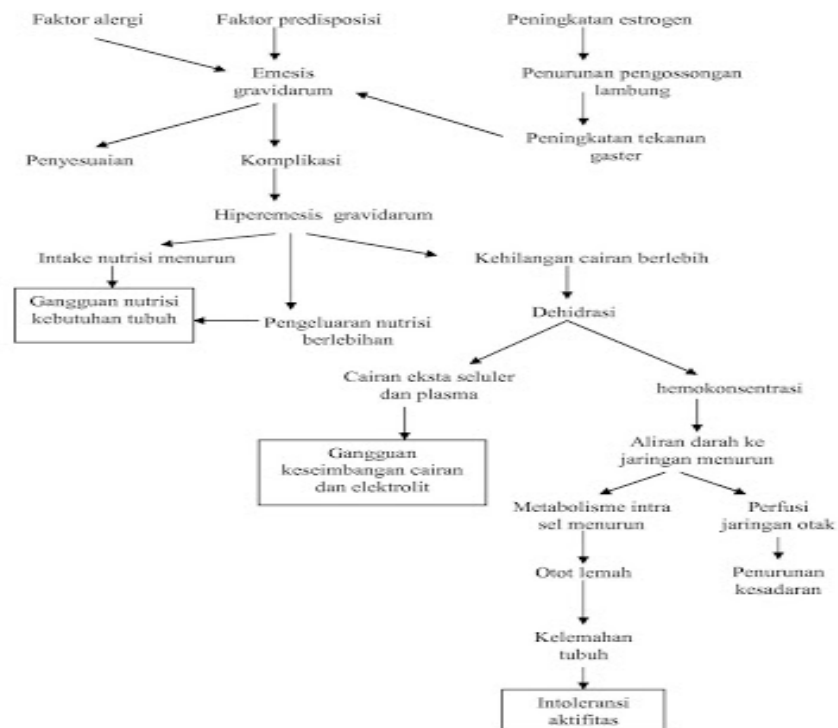 Faktor alergi
Faktor predisposisi
Peningkatan estrogen
Emesis
gravidarum
Penurunan pengossongan
lambung
Peningkatan tekanan
gaster
Penyesuaian
Komplikasi
Hiperemesis gravidarum
Intake nutrisi menurun
Kehilangan cairan berlebih
Gangguan nutrisi
kebutuhan tubuh
Pengeluaran nutrisi
berlebihan
Dehidrasi
Cairan eksta seluler
dan plasma
hemokonsentrasi
Gangguan
keseimbangan cairan
dan elektrolit
Aliran darah ke
jaringan menurun
Metabolisme intra
sel menurun
Perfusi
jaringan otak
Otot lemah
Penurunan
kesadaran
Kelemahan
tubuh
Intoleransi
aktifitas